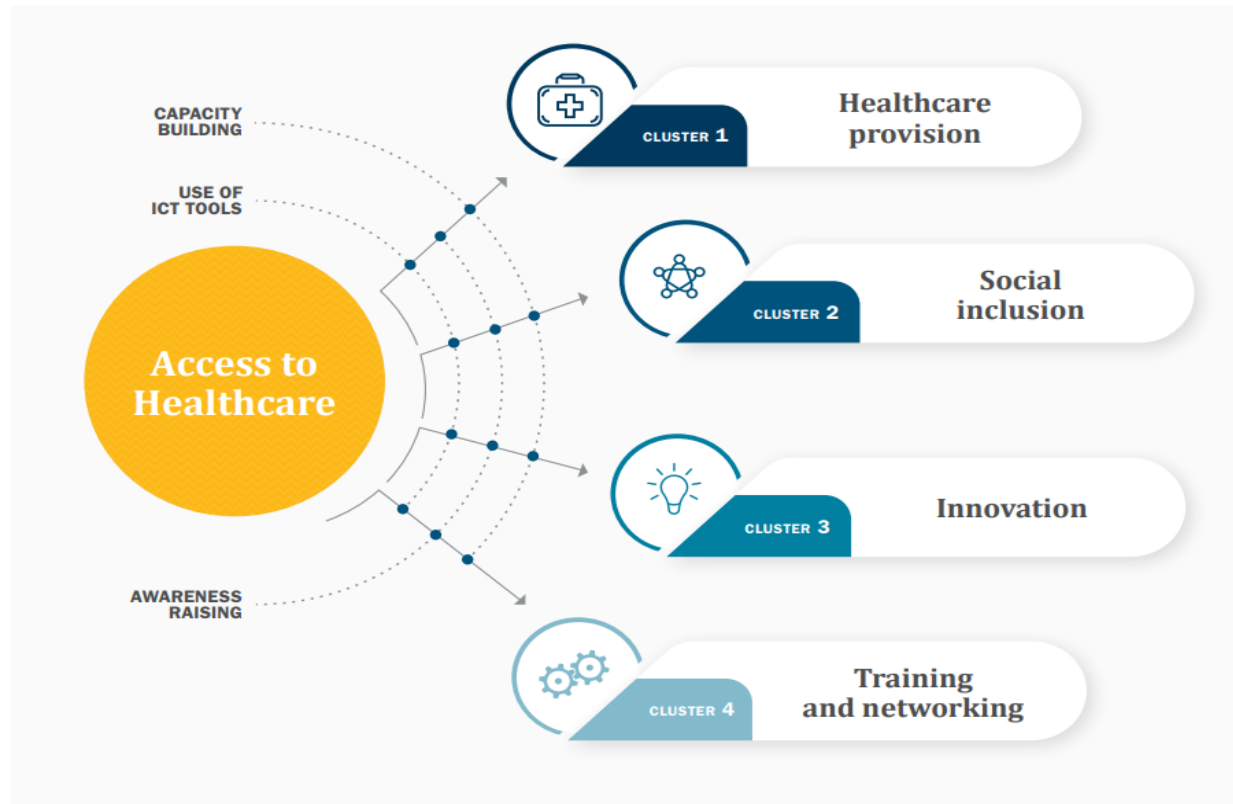 CAPACITY
BUILDING
USE OF
ICT TOOLS
Access to
Healthcare
AWARENESS
RAISING
CLUSTER 1
Healthcare
provision
CLUSTER 2
Social
inclusion
CLUSTER 3
Innovation
CLUSTER 4
Training
and networking